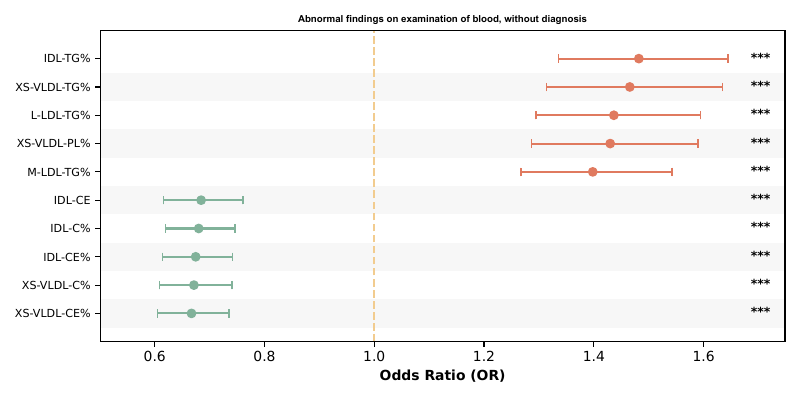 Abnormal findings on examination of blood, without diagnosis
IDL-TG% ***
XS-VLDL-TG% ***
L-LDL-TG% ***
XS-VLDL-PL% ***
M-LDL-TG% ***
IDL-CE ***
IDL-C% ***
IDL-CE% ***
XS-VLDL-C% ***
XS-VLDL-CE% ***
0.6 0.8 1.0 1.2 1.4 1.6
Odds Ratio (OR)